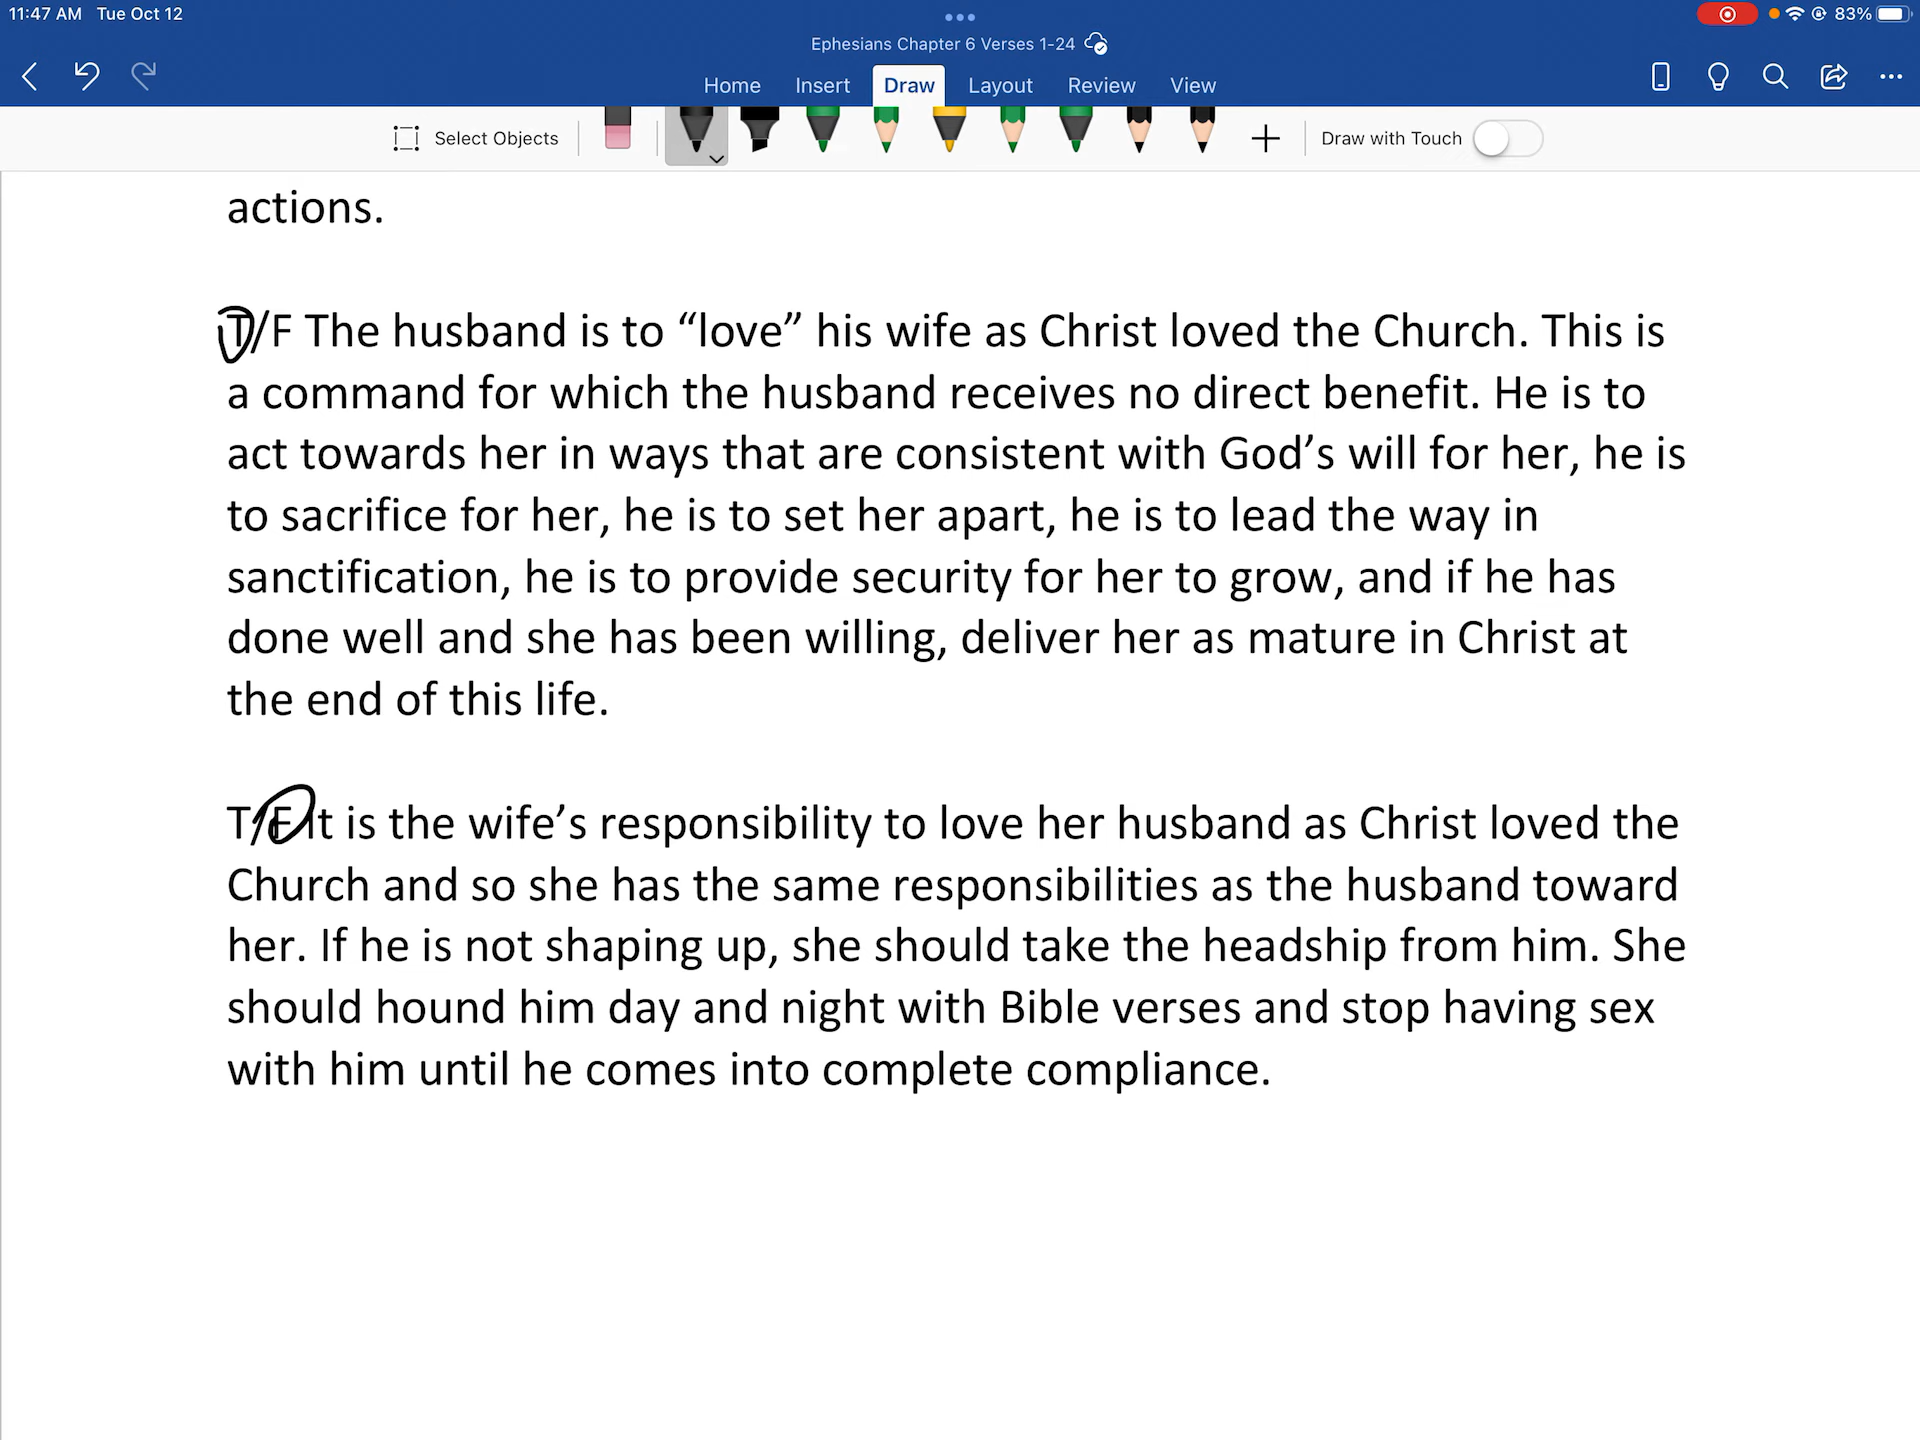 11:47 AM Tue Oct 12
83%
Ephesians Chapter 6 Verses 1-24
Home Insert Draw Layout Review View
Select Objects
Draw with Touch
actions.
T/F The husband is to “love” his wife as Christ loved the Church. This is
a command for which the husband receives no direct benefit. He is to
act towards her in ways that are consistent with God’s will for her, he is
to sacrifice for her, he is to set her apart, he is to lead the way in
sanctification, he is to provide security for her to grow, and if he has
done well and she has been willing, deliver her as mature in Christ at
the end of this life.
T/F It is the wife’s responsibility to love her husband as Christ loved the
Church and so she has the same responsibilities as the husband toward
her. If he is not shaping up, she should take the headship from him. She
should hound him day and night with Bible verses and stop having sex
with him until he comes into complete compliance.